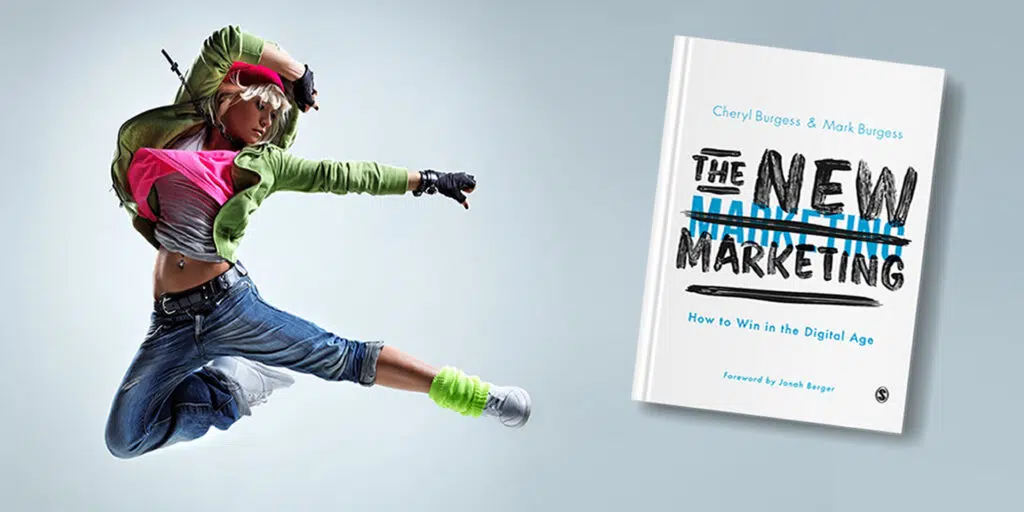 Cheryl Burgess & Mark Burgess
THE NEW
MARKETING
MARKETING
How to Win in the Digital Age
Foreword by Jonah Berger
S